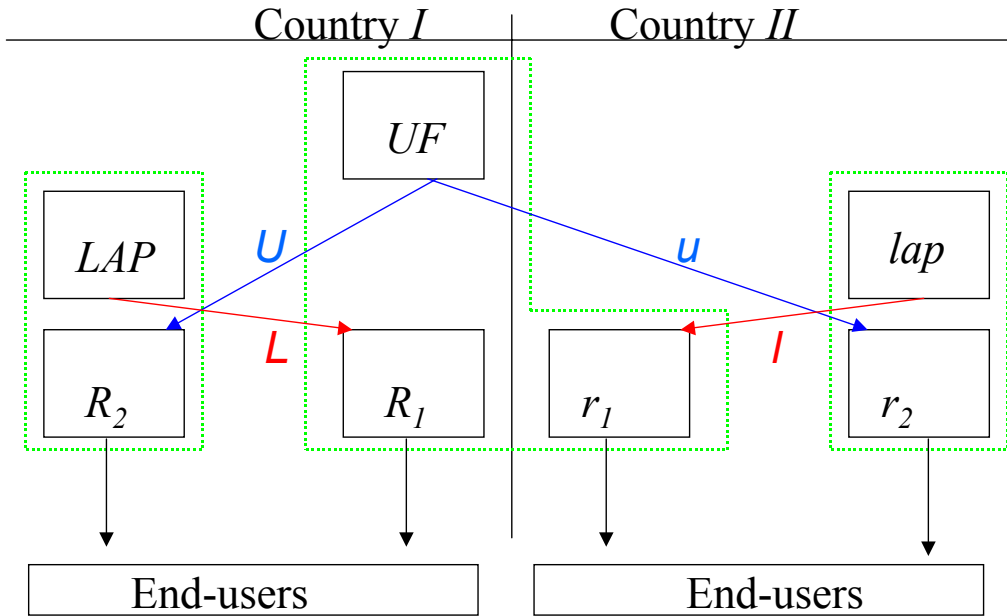 Country I Country II
UF
LAP lap
U u
L l
R2 R1 r1 r2
End-users End-users